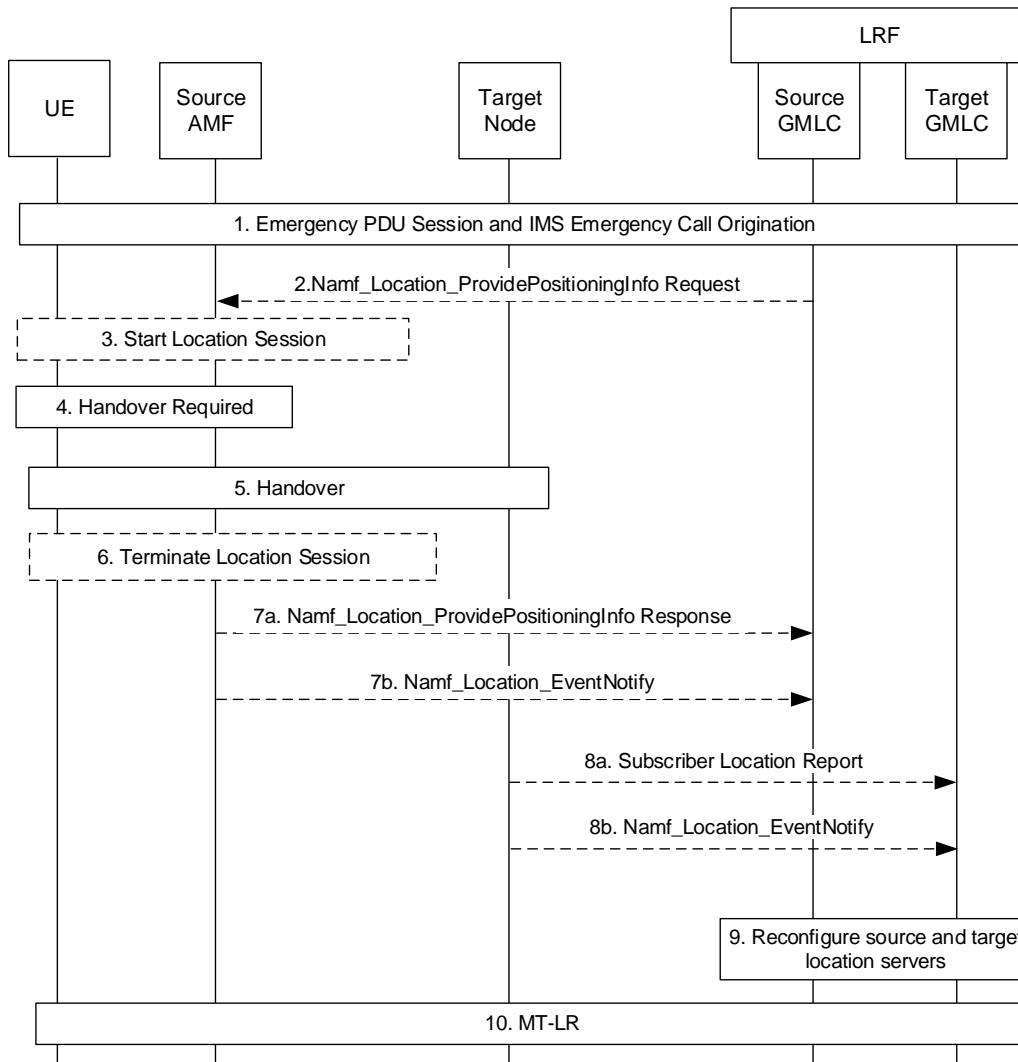 LRF
UE
Source
AMF
Target
Node
Source
GMLC
Target
GMLC
1. Emergency PDU Session and IMS Emergency Call Origination
2.Namf_Location_ProvidePositioningInfo Request
3. Start Location Session
4. Handover Required
5. Handover
6. Terminate Location Session
7a. Namf_Location_ProvidePositioningInfo Response
7b. Namf_Location_EventNotify
8a. Subscriber Location Report
8b. Namf_Location_EventNotify
9. Reconfigure source and target
location servers
10. MT-LR